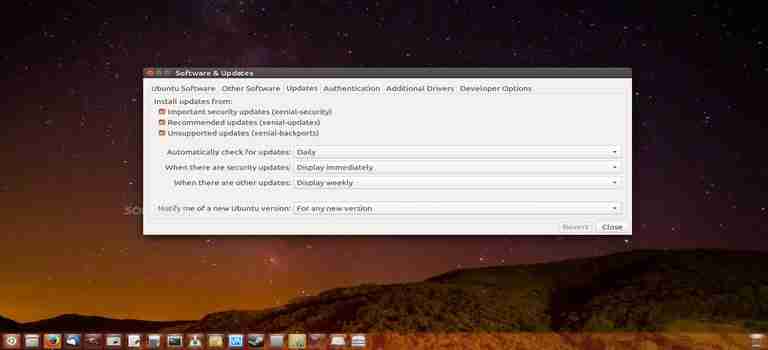 Software & Updates
Ubuntu Software Other Software Updates Authentication Additional Drivers Developer Options
Install updates from:
Important security updates (xenial-security)
Recommended updates (xenial-updates)
Unsupported updates (xenial-backports)
Automatically check for updates: Daily
When there are security updates: Display immediately
When there are other updates: Display weekly
Notify me of a new Ubuntu version: For any new version
Revert Close